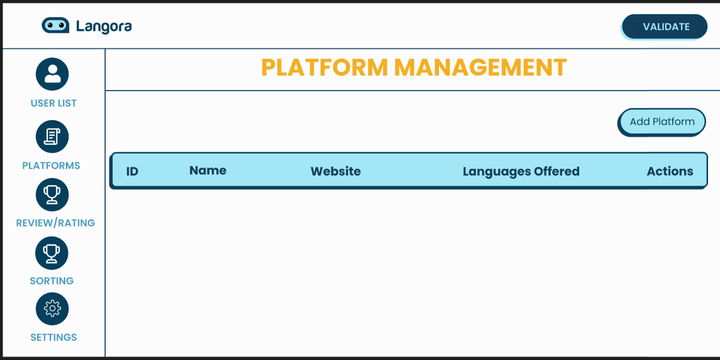 Langora
VALIDATE
PLATFORM MANAGEMENT
USER LIST
PLATFORMS
REVIEW/RATING
SORTING
SETTINGS
Add Platform
ID Name Website Languages Offered Actions